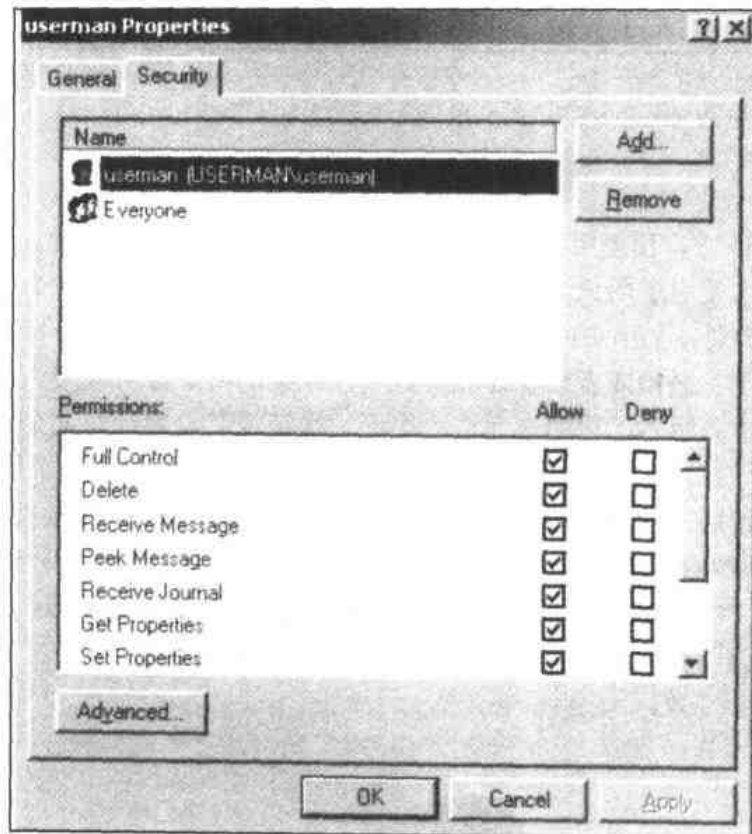 userman Properties
General Security
Name
Add...
userman (USERMAN\userman)
Remove
Everyone
Permissions: Allow Deny
Full Control
Delete
Receive Message
Peek Message
Receive Journal
Get Properties
Set Properties
Advanced...
OK Cancel Apply